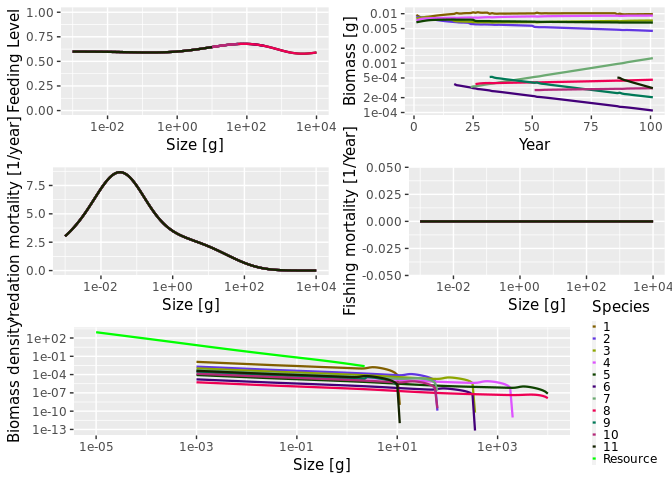 Feeding Level
1.00
0.75
0.50
0.25
0.00
1e-02
1e+00
1e+02
1e+04
Size [g]
Biomass [g]
0.01
0.005
0.002
0.001
5e-04
2e-04
1e-04
0
25
50
75
100
Year
redation mortality [1/year]
7.5
5.0
2.5
0.0
1e-02
1e+00
1e+02
1e+04
Size [g]
Fishing mortality [1/Year]
0.050
0.025
0.000
-0.025
-0.050
1e-02
1e+00
1e+02
1e+04
Size [g]
Biomass density
1e+02
1e-01
1e-04
1e-07
1e-10
1e-13
1e-05
1e-03
1e-01
1e+01
1e+03
Size [g]
Species
1
2
3
4
5
6
7
8
9
10
11
Resource